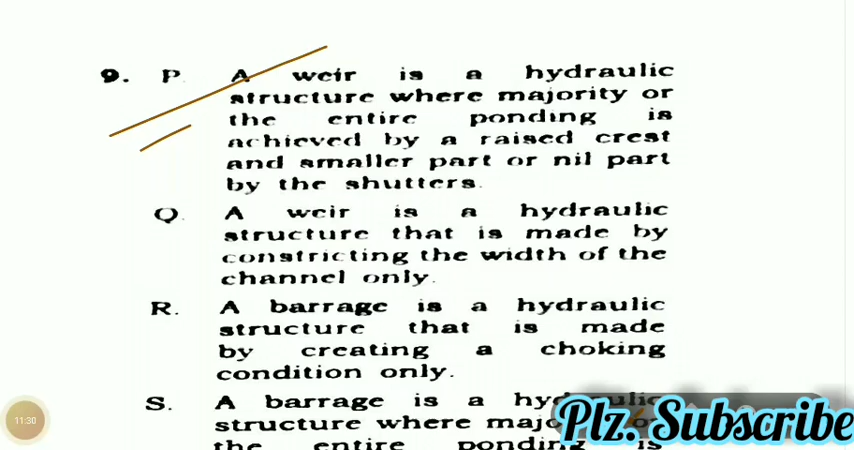 9. P. A weir is a hydraulic
structure where majority or
the entire ponding is
achieved by a raised crest
and smaller part or nil part
by the shutters.
Q. A weir is a hydraulic
structure that is made by
constricting the width of the
channel only.
R. A barrage is a hydraulic
structure that is made
by creating a choking
condition only.
S. A barrage is a
structure where
the entire ponding is
11:30
Plz. Subscribe